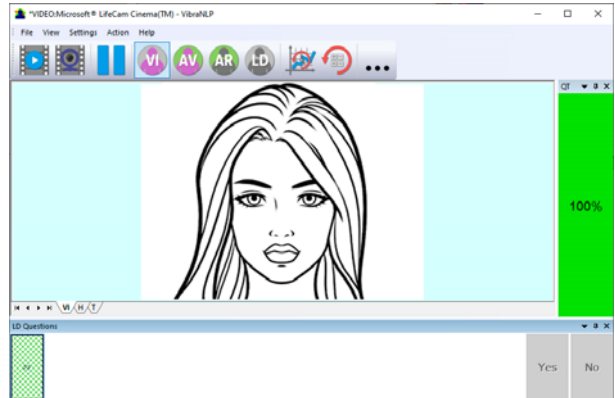 *VIDEO:Microsoft® LifeCam Cinema(TM) - VibraNLP
File View Settings Action Help
VI AV AR LD
QT
100%
VI H T
LD Questions
Yes No